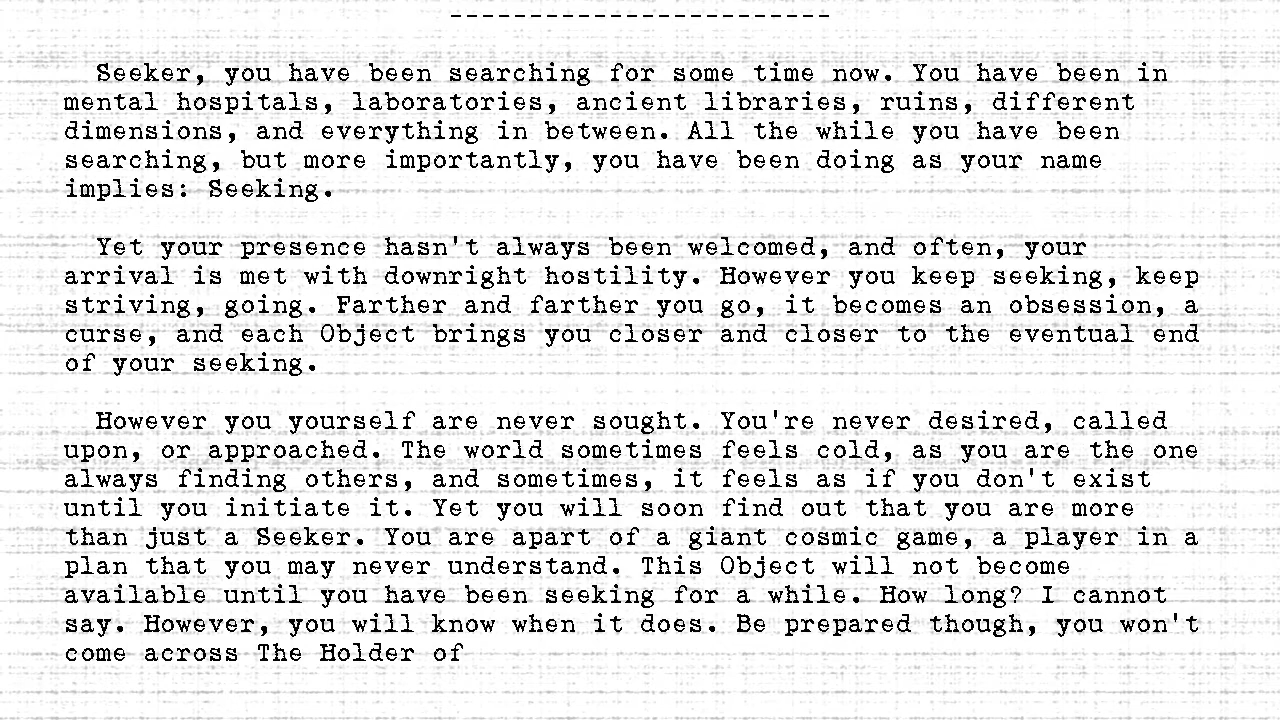 ------------------------
Seeker, you have been searching for some time now. You have been in
mental hospitals, laboratories, ancient libraries, ruins, different
dimensions, and everything in between. All the while you have been
searching, but more importantly, you have been doing as your name
implies: Seeking.
Yet your presence hasn't always been welcomed, and often, your
arrival is met with downright hostility. However you keep seeking, keep
striving, going. Farther and farther you go, it becomes an obsession, a
curse, and each Object brings you closer and closer to the eventual end
of your seeking.
However you yourself are never sought. You're never desired, called
upon, or approached. The world sometimes feels cold, as you are the one
always finding others, and sometimes, it feels as if you don't exist
until you initiate it. Yet you will soon find out that you are more
than just a Seeker. You are apart of a giant cosmic game, a player in a
plan that you may never understand. This Object will not become
available until you have been seeking for a while. How long? I cannot
say. However, you will know when it does. Be prepared though, you won't
come across The Holder of